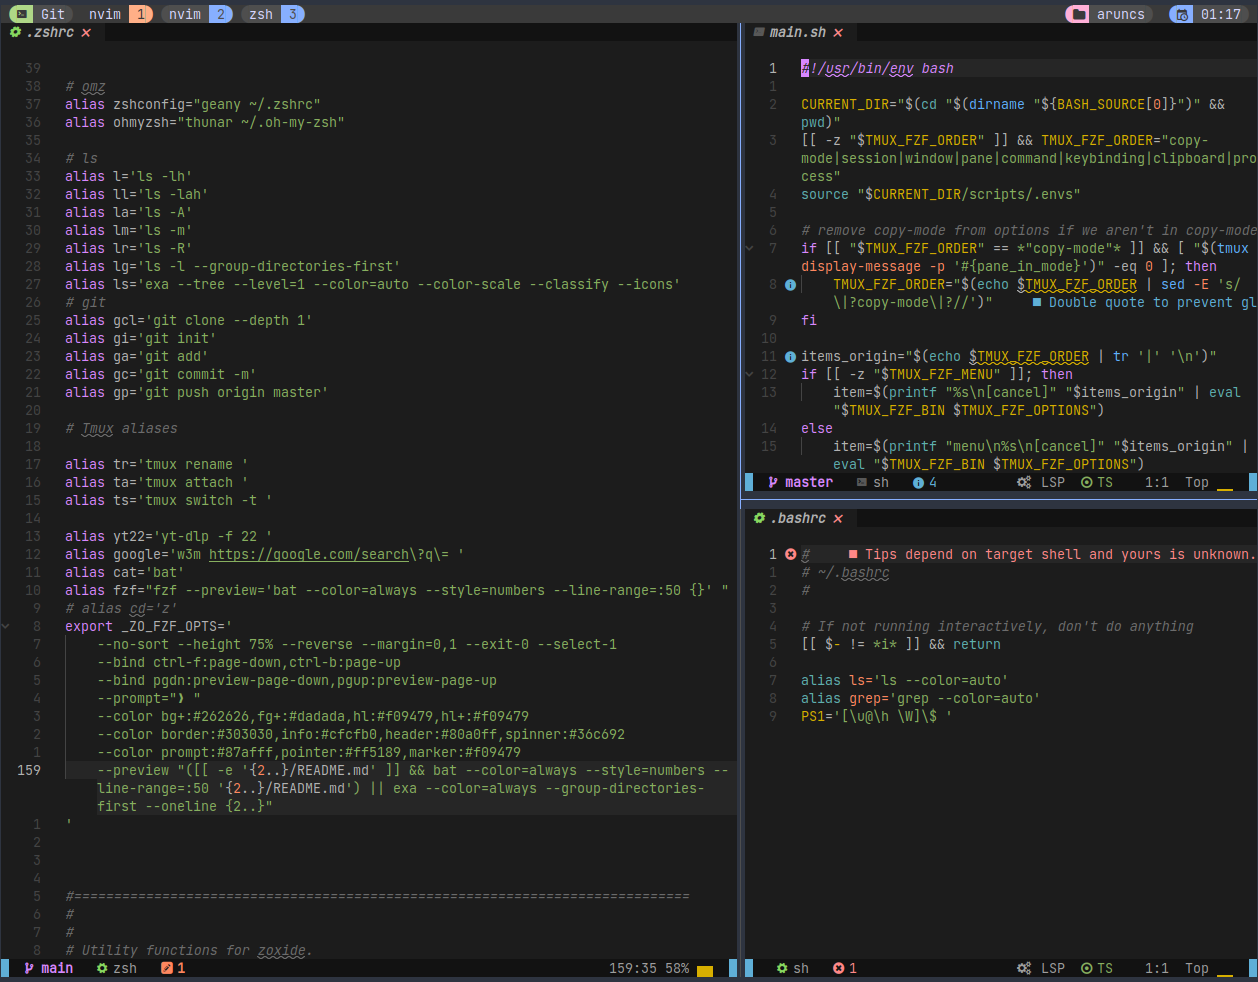 Git nvim 1 nvim 2 zsh 3 aruncs 01:17
.zshrc ×
39
38 # omz
37 alias zshconfig="geany ~/.zshrc"
36 alias ohmyzsh="thunar ~/.oh-my-zsh"
35
34 # ls
33 alias l='ls -lh'
32 alias ll='ls -lah'
31 alias la='ls -A'
30 alias lm='ls -m'
29 alias lr='ls -R'
28 alias lg='ls -l --group-directories-first'
27 alias ls='exa --tree --level=1 --color=auto --color-scale --classify --icons'
26 # git
25 alias gcl='git clone --depth 1'
24 alias gi='git init'
23 alias ga='git add'
22 alias gc='git commit -m'
21 alias gp='git push origin master'
20
19 # Tmux aliases
18
17 alias tr='tmux rename '
16 alias ta='tmux attach '
15 alias ts='tmux switch -t '
14
13 alias yt22='yt-dlp -f 22 '
12 alias google='w3m https://google.com/search\?q\= '
11 alias cat='bat'
10 alias fzf="fzf --preview='bat --color=always --style=numbers --line-range=:50 {}' "
9 # alias cd='z'
8 export _ZO_FZF_OPTS='
7 --no-sort --height 75% --reverse --margin=0,1 --exit-0 --select-1
6 --bind ctrl-f:page-down,ctrl-b:page-up
5 --bind pgdn:preview-page-down,pgup:preview-page-up
4 --prompt="❯ "
3 --color bg+:#262626,fg+:#dadada,hl:#f09479,hl+:#f09479
2 --color border:#303030,info:#cfcfb0,header:#80a0ff,spinner:#36c692
1 --color prompt:#87afff,pointer:#ff5189,marker:#f09479
159 --preview "([[ -e '{2..}/README.md' ]] && bat --color=always --style=numbers --
line-range=:50 '{2..}/README.md') || exa --color=always --group-directories-
first --oneline {2..}"
1 '
2
3
4
5 #=============================================================================
6 #
7 #
8 # Utility functions for zoxide.
main zsh 1 159:35 58%
main.sh ×
1 #!/usr/bin/env bash
1
2 CURRENT_DIR="$(cd "$(dirname "${BASH_SOURCE[0]}")" &&
pwd)"
3 [[ -z "$TMUX_FZF_ORDER" ]] && TMUX_FZF_ORDER="copy-
mode|session|window|pane|command|keybinding|clipboard|pro
cess"
4 source "$CURRENT_DIR/scripts/.envs"
5
6 # remove copy-mode from options if we aren't in copy-mode
7 if [[ "$TMUX_FZF_ORDER" == *"copy-mode"* ]] && [ "$(tmux
display-message -p '#{pane_in_mode}')" -eq 0 ]; then
8 TMUX_FZF_ORDER="$(echo $TMUX_FZF_ORDER | sed -E 's/
\|?copy-mode\|?//')" ■ Double quote to prevent gl
9 fi
10
11 items_origin="$(echo $TMUX_FZF_ORDER | tr '|' '\n')"
12 if [[ -z "$TMUX_FZF_MENU" ]]; then
13 item=$(printf "%s\n[cancel]" "$items_origin" | eval
"$TMUX_FZF_BIN $TMUX_FZF_OPTIONS")
14 else
15 item=$(printf "menu\n%s\n[cancel]" "$items_origin" |
eval "$TMUX_FZF_BIN $TMUX_FZF_OPTIONS")
master sh 4 LSP TS 1:1 Top
.bashrc ×
1 # ■ Tips depend on target shell and yours is unknown.
1 # ~/.bashrc
2 #
3
4 # If not running interactively, don't do anything
5 [[ $- != *i* ]] && return
6
7 alias ls='ls --color=auto'
8 alias grep='grep --color=auto'
9 PS1='[\u@\h \W]\$ '
sh 1 LSP TS 1:1 Top